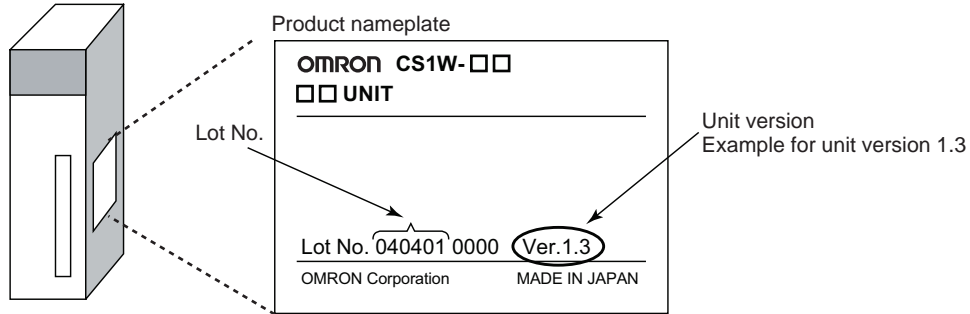 Product nameplate
OMRON CS1W-□□
□□ UNIT
Lot No.
Unit version
Example for unit version 1.3
Lot No. 040401 0000 Ver.1.3
OMRON Corporation MADE IN JAPAN